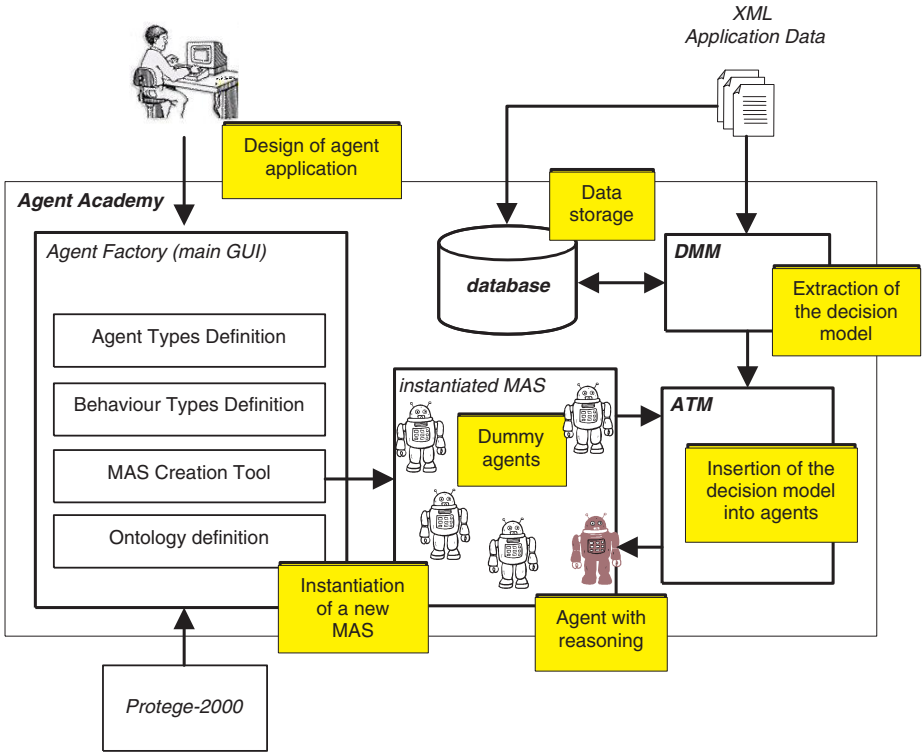 XML
Application Data
Design of agent
application
Agent Academy
Data
storage
Agent Factory (main GUI)
DMM
database
Extraction of
the decision
model
Agent Types Definition
instantiated MAS
ATM
Behaviour Types Definition
Dummy
agents
MAS Creation Tool
Insertion of the
decision model
into agents
Ontology definition
Instantiation
of a new
MAS
Agent with
reasoning
Protege-2000